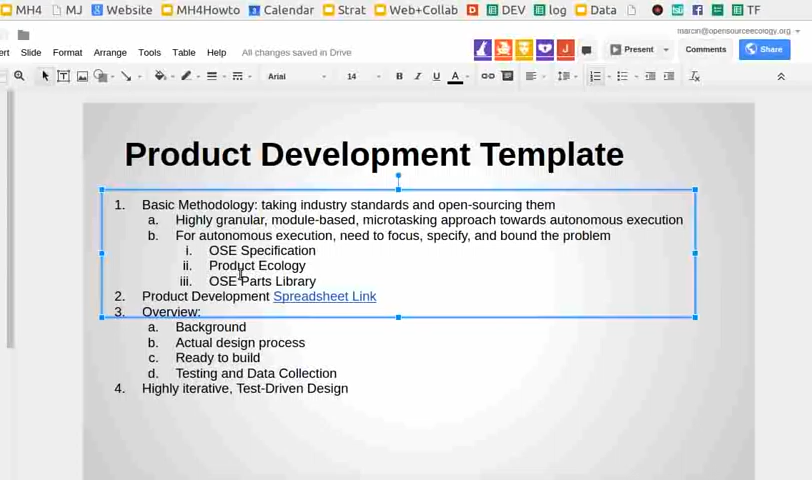 MH4 MJ Website MH4Howto Calendar Strat Web+Collab DEV log Data TF
marcin@opensourceecology.org
Slide Format Arrange Tools Table Help All changes saved in Drive Present Comments Share
Arial 14 B I U A
Product Development Template
1. Basic Methodology: taking industry standards and open-sourcing them
a. Highly granular, module-based, microtasking approach towards autonomous execution
b. For autonomous execution, need to focus, specify, and bound the problem
i. OSE Specification
ii. Product Ecology
iii. OSE Parts Library
2. Product Development Spreadsheet Link
3. Overview:
a. Background
b. Actual design process
c. Ready to build
d. Testing and Data Collection
4. Highly iterative, Test-Driven Design